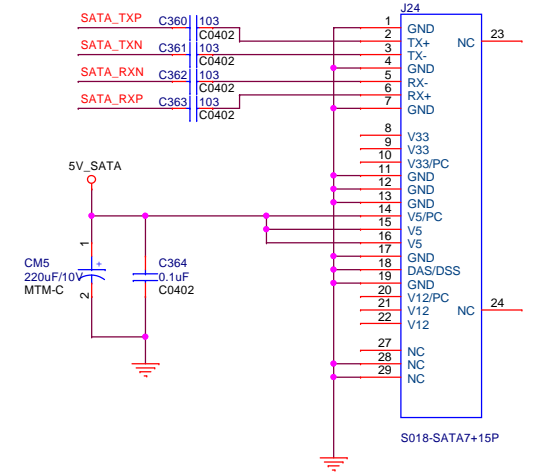 J24
SATA_TXP C360 103 C0402
SATA_TXN C361 103 C0402
SATA_RXN C362 103 C0402
SATA_RXP C363 103 C0402
1 GND
2 TX+
3 TX-
4 GND
5 RX-
6 RX+
7 GND
8 V33
9 V33
10 V33/PC
11 GND
12 GND
13 GND
14 V5/PC
15 V5
16 V5
17 GND
18 DAS/DSS
19 GND
20 V12/PC
21 V12
22 V12
27 NC
28 NC
29 NC
NC 23
NC 24
5V_SATA
1
+
CM5
220uF/10V
MTM-C
2
C364
0.1uF
C0402
S018-SATA7+15P